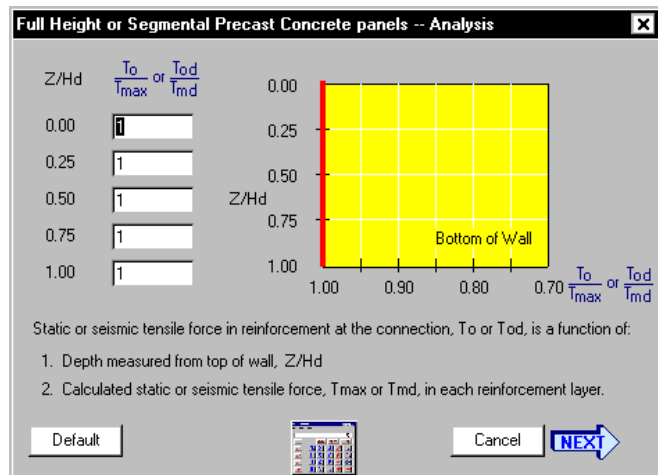 Full Height or Segmental Precast Concrete panels -- Analysis
Z/Hd To/Tmax or Tod/Tmd
0.00 1
0.25 1
0.50 1
0.75 1
1.00 1
0.00
0.25
0.50
Z/Hd
0.75
Bottom of Wall
1.00
1.00 0.90 0.80 0.70 To/Tmax or Tod/Tmd
Static or seismic tensile force in reinforcement at the connection, To or Tod, is a function of:
1. Depth measured from top of wall, Z/Hd
2. Calculated static or seismic tensile force, Tmax or Tmd, in each reinforcement layer.
Default Cancel NEXT